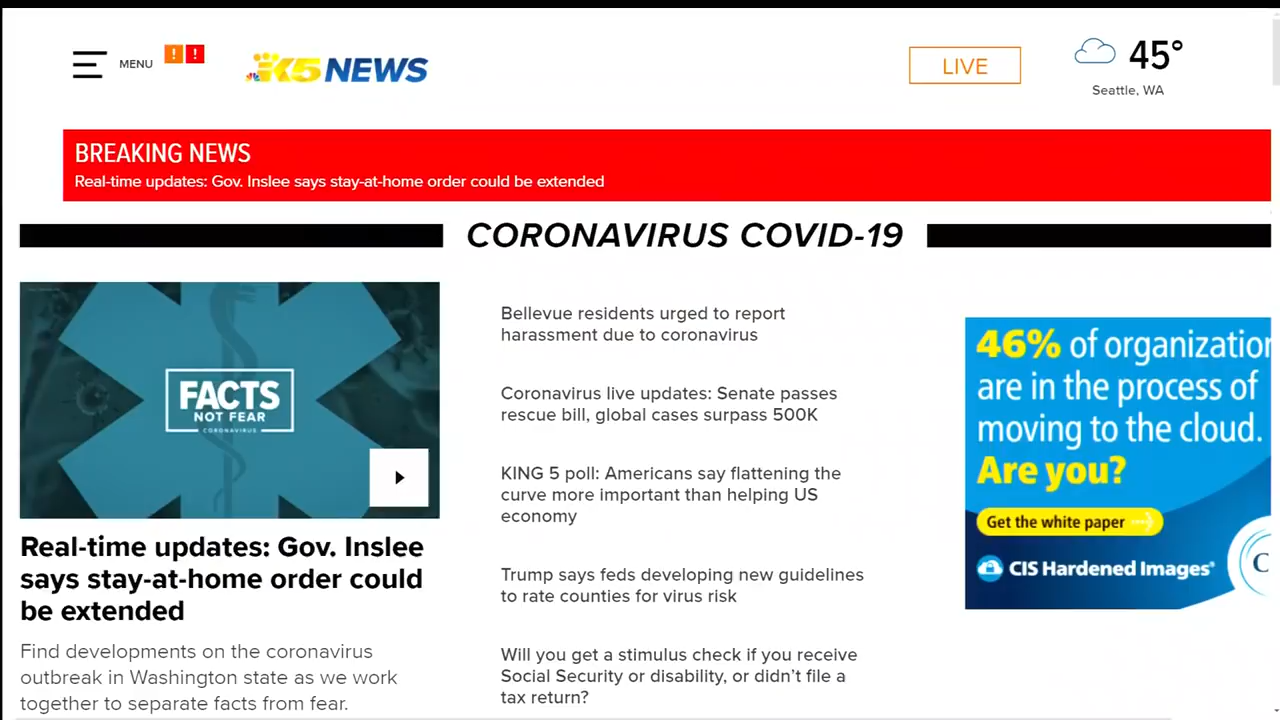 MENU
!
!
K5 NEWS
LIVE
45°
Seattle, WA
BREAKING NEWS
Real-time updates: Gov. Inslee says stay-at-home order could be extended
CORONAVIRUS COVID-19
FACTS
NOT FEAR
CORONAVIRUS
Real-time updates: Gov. Inslee
says stay-at-home order could
be extended
Find developments on the coronavirus
outbreak in Washington state as we work
together to separate facts from fear.
Bellevue residents urged to report
harassment due to coronavirus
Coronavirus live updates: Senate passes
rescue bill, global cases surpass 500K
KING 5 poll: Americans say flattening the
curve more important than helping US
economy
Trump says feds developing new guidelines
to rate counties for virus risk
Will you get a stimulus check if you receive
Social Security or disability, or didn't file a
tax return?
46% of organization
are in the process of
moving to the cloud.
Are you?
Get the white paper
CIS Hardened Images®
C